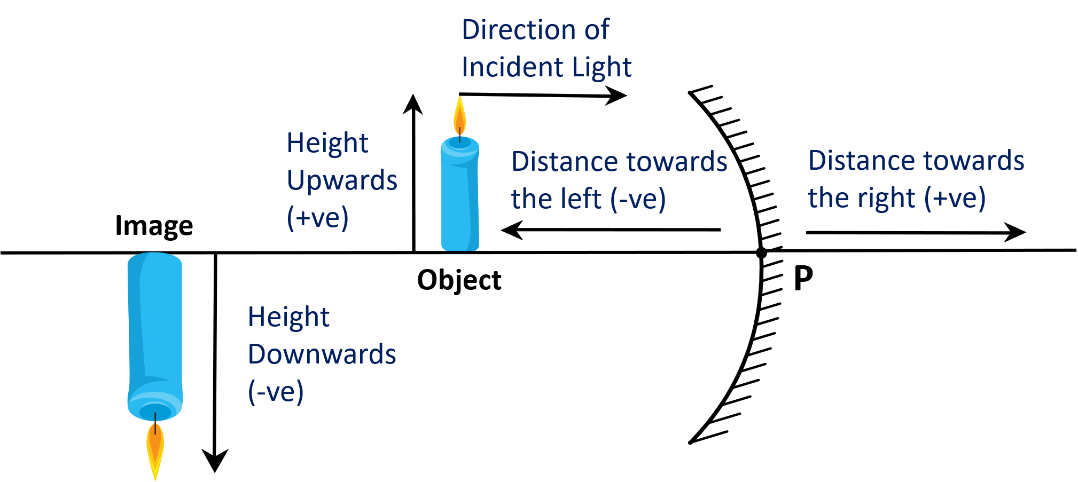 Direction of
Incident Light
Height
Upwards
(+ve)
Distance towards
the left (-ve)
Distance towards
the right (+ve)
Image
Object
P
Height
Downwards
(-ve)